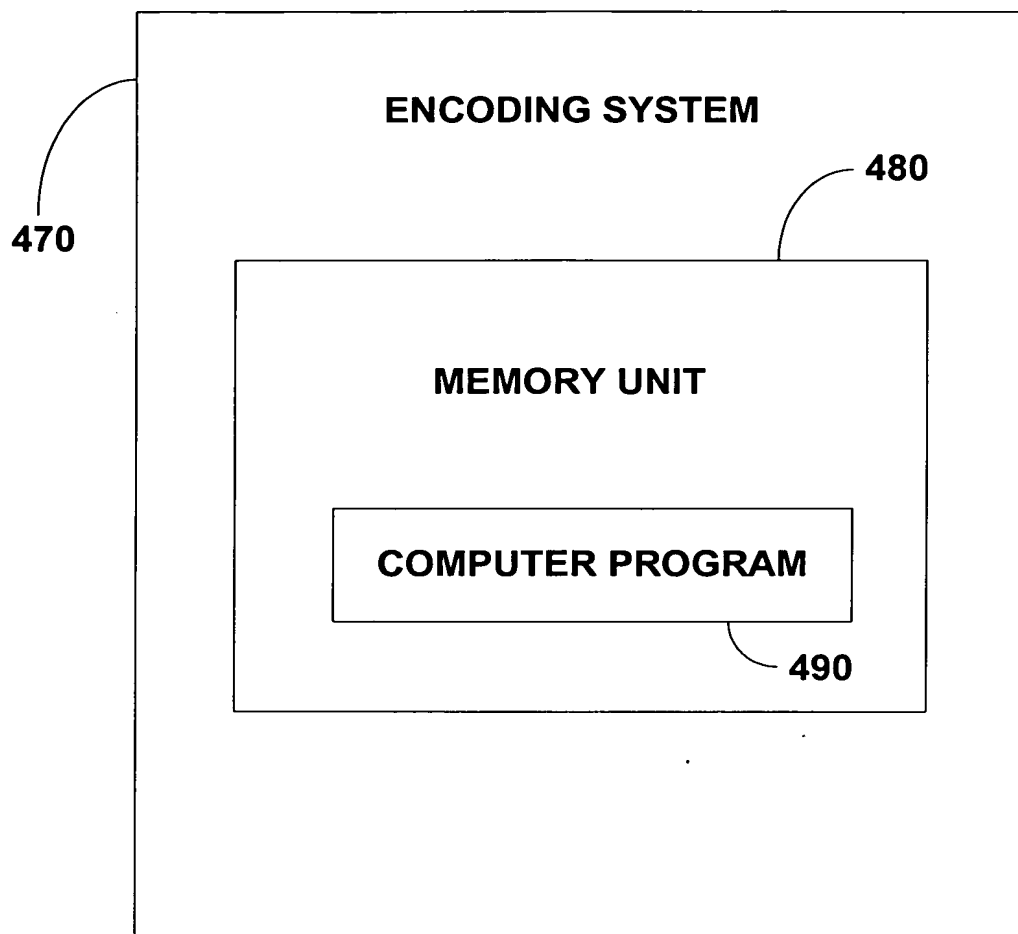 ENCODING SYSTEM
480
470
MEMORY UNIT
COMPUTER PROGRAM
490